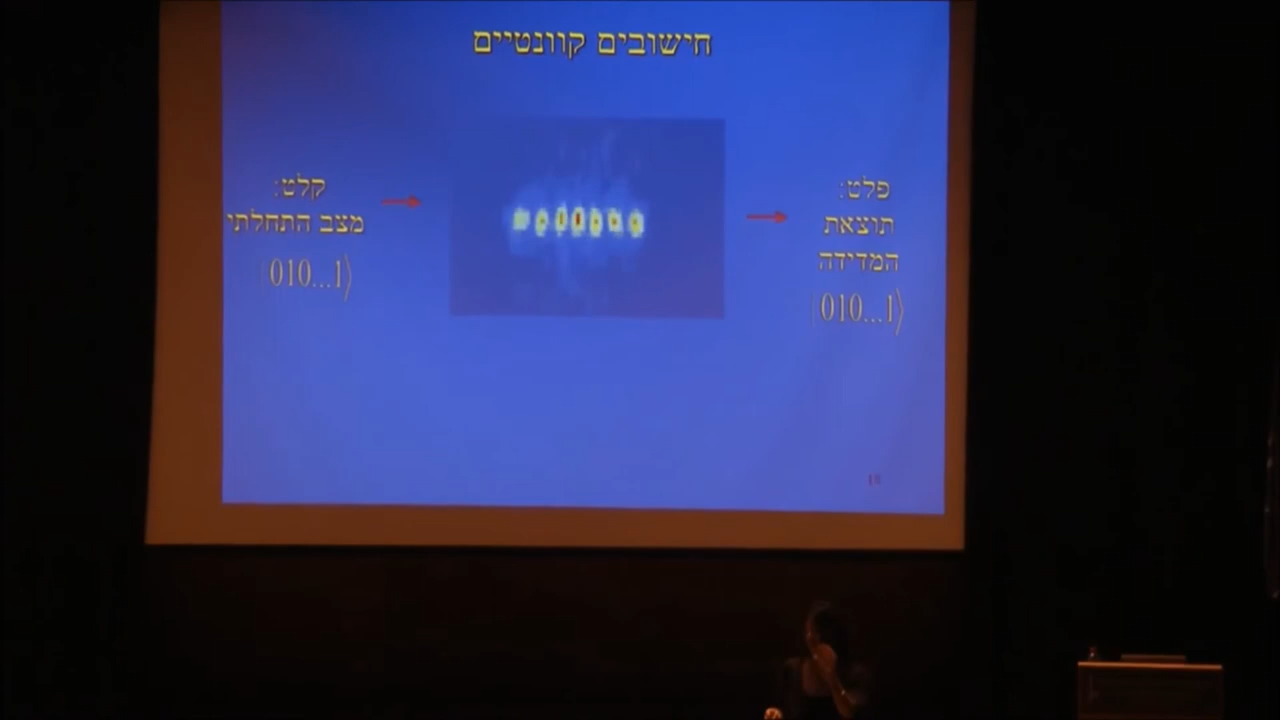 חישובים קוונטיים
קלט:
מצב התחלתי
|010...1⟩
פלט:
תוצאת
המדידה
|010...1⟩